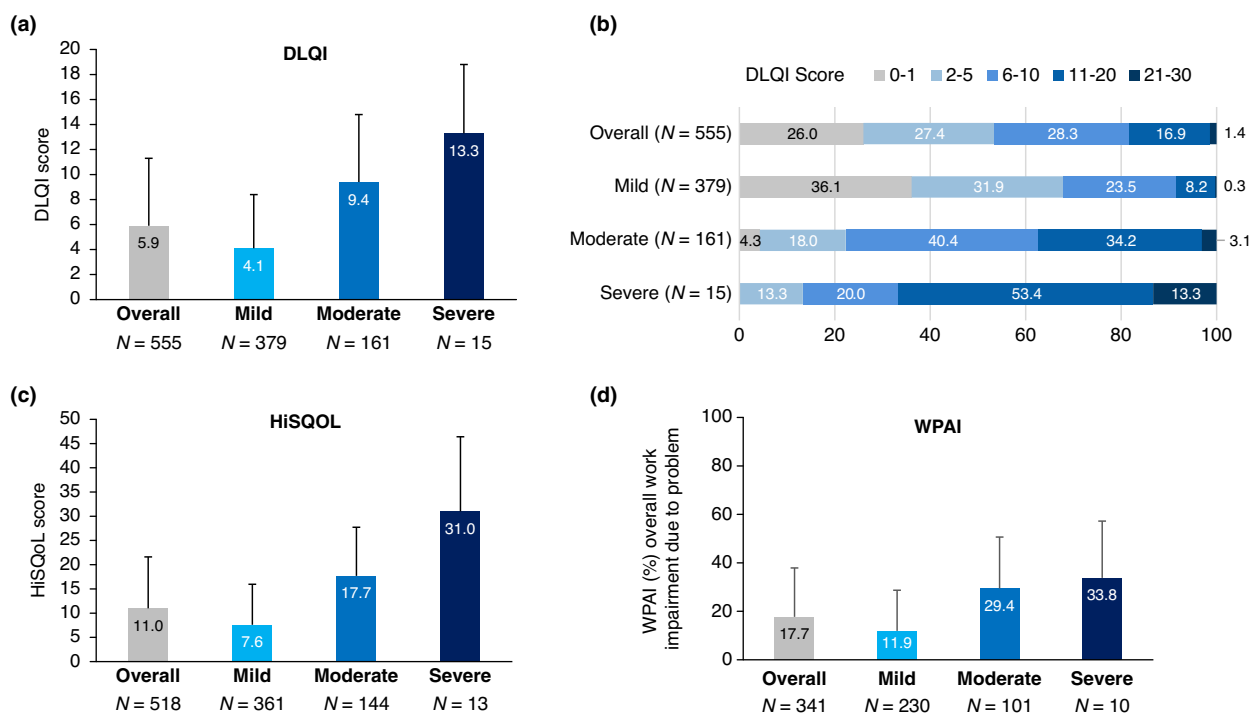 (a)
DLQI
DLQI score
20
18
16
14
12
10
8
6
4
2
0
5.9
4.1
9.4
13.3
Overall Mild Moderate Severe
N = 555 N = 379 N = 161 N = 15
(b)
DLQI Score 0-1 2-5 6-10 11-20 21-30
Overall (N = 555) 26.0 27.4 28.3 16.9 1.4
Mild (N = 379) 36.1 31.9 23.5 8.2 0.3
Moderate (N = 161) 4.3 18.0 40.4 34.2 3.1
Severe (N = 15) 13.3 20.0 53.4 13.3
0 20 40 60 80 100
(c)
HiSQOL
HiSQoL score
50
45
40
35
30
25
20
15
10
5
0
11.0
7.6
17.7
31.0
Overall Mild Moderate Severe
N = 518 N = 361 N = 144 N = 13
(d)
WPAI
WPAI (%) overall work
impairment due to problem
100
80
60
40
20
0
17.7
11.9
29.4
33.8
Overall Mild Moderate Severe
N = 341 N = 230 N = 101 N = 10